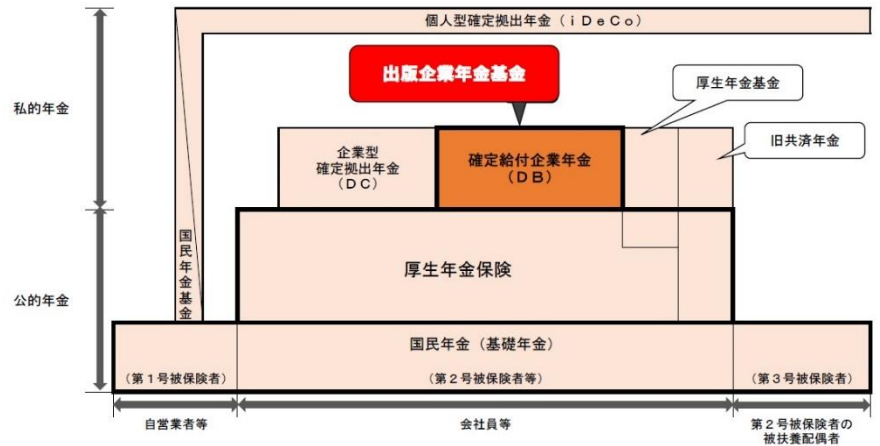 個人型確定拠出年金（ｉＤｅＣｏ）
出版企業年金基金
厚生年金基金
私的年金
旧共済年金
企業型
確定拠出年金
（ＤＣ）
確定給付企業年金
（ＤＢ）
国民年金基金
厚生年金保険
公的年金
国民年金（基礎年金）
（第１号被保険者）
（第２号被保険者等）
（第３号被保険者）
自営業者等
会社員等
第２号被保険者の
被扶養配偶者